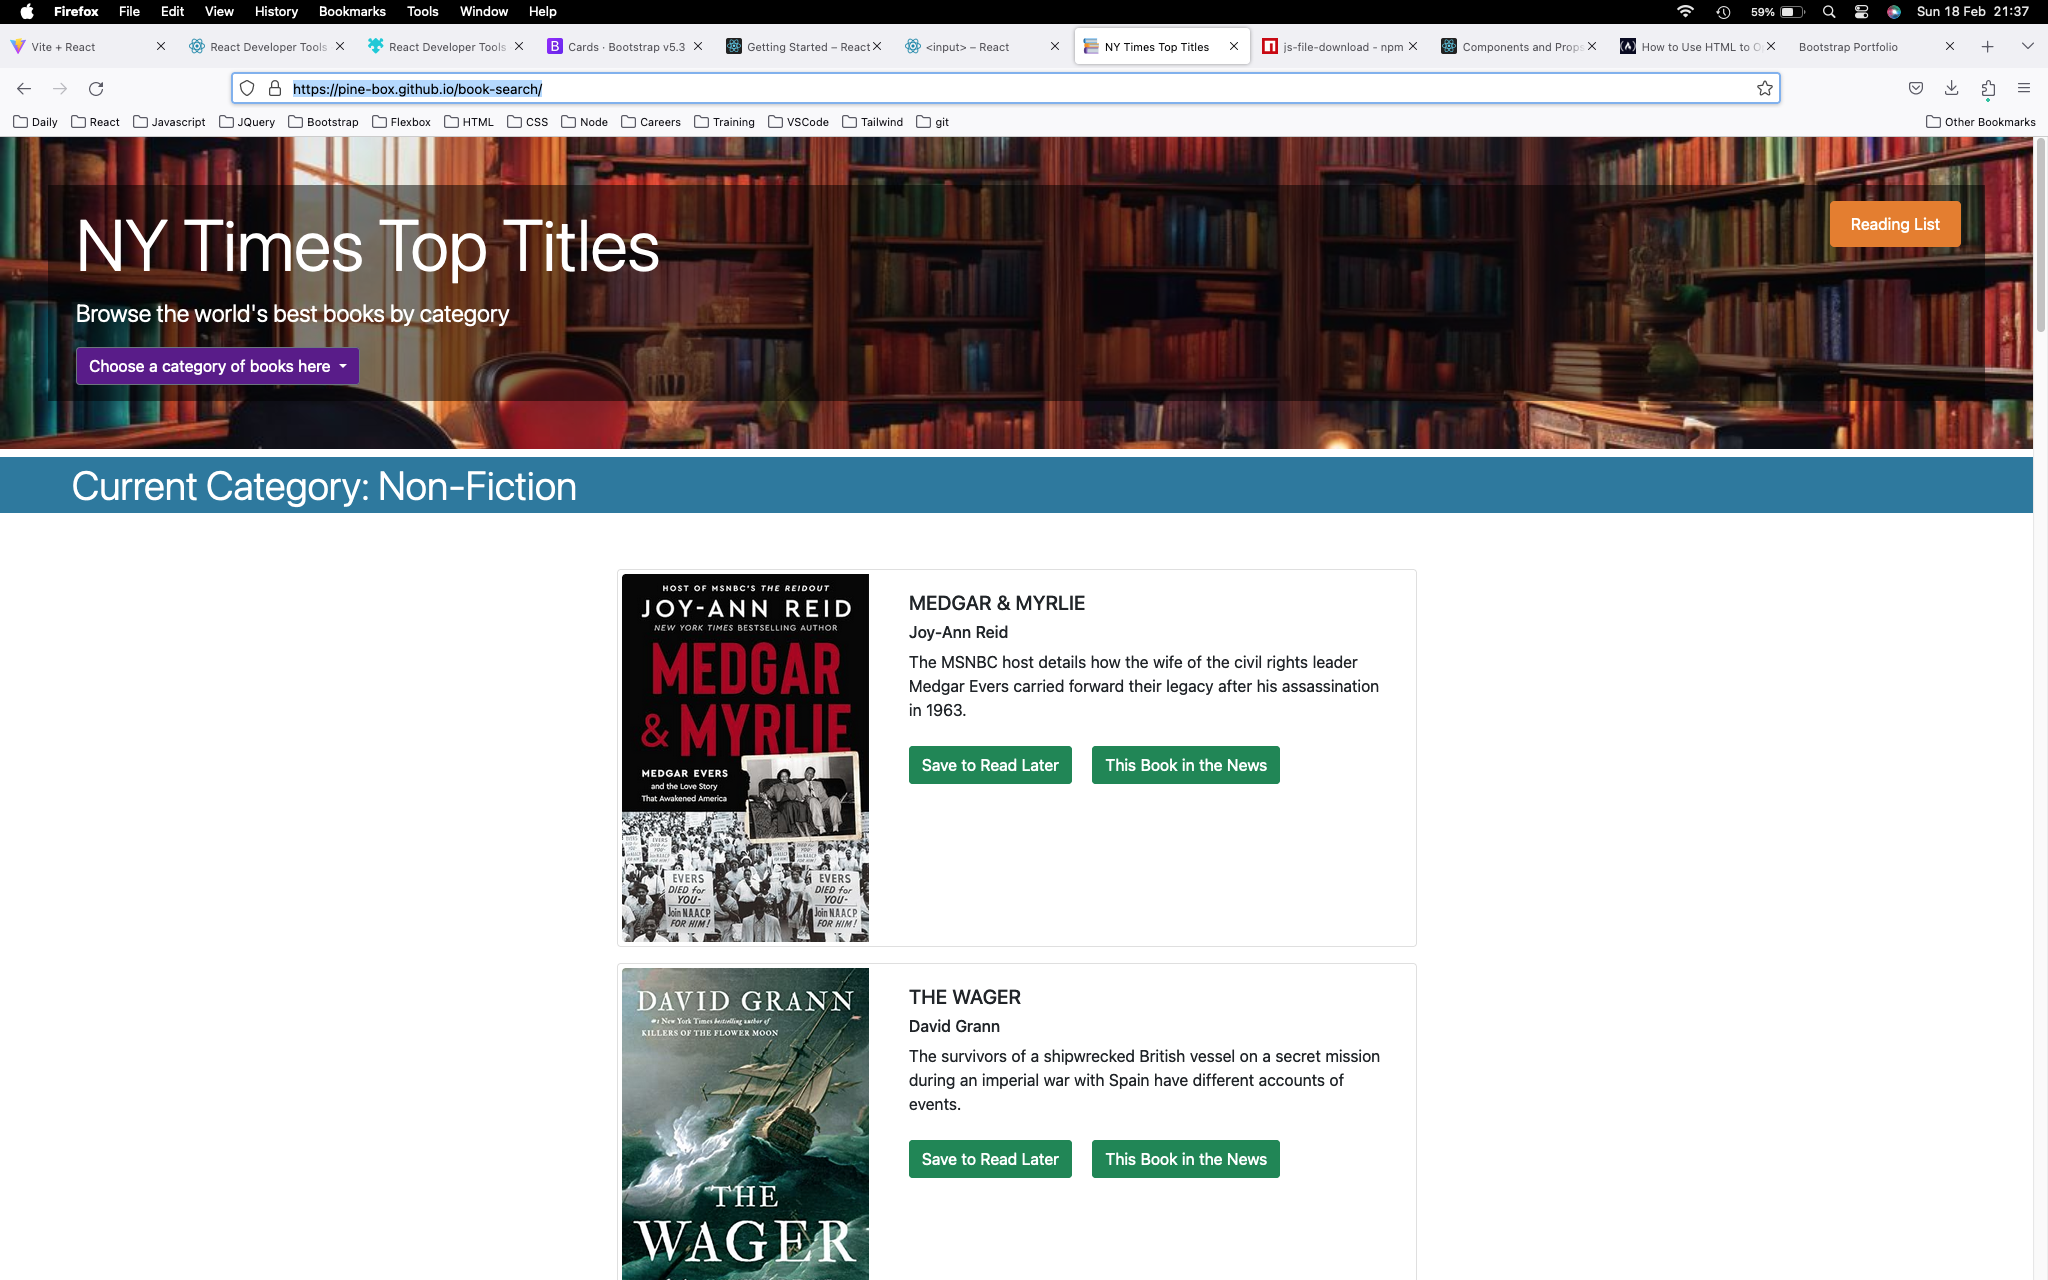 Firefox File Edit View History Bookmarks Tools Window Help 59% Sun 18 Feb 21:37
Vite + React React Developer Tools React Developer Tools Cards · Bootstrap v5.3 Getting Started – React <input> – React NY Times Top Titles js-file-download - npm Components and Props How to Use HTML to O Bootstrap Portfolio
https://pine-box.github.io/book-search/
Daily React Javascript JQuery Bootstrap Flexbox HTML CSS Node Careers Training VSCode Tailwind git Other Bookmarks
NY Times Top Titles
Reading List
Browse the world's best books by category
Choose a category of books here
Current Category: Non-Fiction
HOST OF MSNBC'S THE REIDOUT
JOY-ANN REID
NEW YORK TIMES BESTSELLING AUTHOR
MEDGAR
& MYRLIE
MEDGAR EVERS
and the Love Story
That Awakened America
EVERS
DIED for
YOU-
Join NAACP
FOR HIM!
EVERS
DIED for
YOU-
Join NAACP
FOR HIM!
MEDGAR & MYRLIE
Joy-Ann Reid
The MSNBC host details how the wife of the civil rights leader
Medgar Evers carried forward their legacy after his assassination
in 1963.
Save to Read Later This Book in the News
DAVID GRANN
#1 New York Times bestselling author of
KILLERS OF THE FLOWER MOON
THE
WAGER
THE WAGER
David Grann
The survivors of a shipwrecked British vessel on a secret mission
during an imperial war with Spain have different accounts of
events.
Save to Read Later This Book in the News